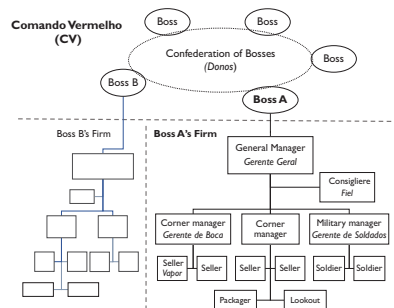 Comando Vermelho
(CV)
Boss
Boss
Boss
Confederation of Bosses
(Donos)
Boss B
Boss A
Boss B's Firm
Boss A's Firm
General Manager
Gerente Geral
Consigliere
Fiel
Corner manager
Gerente de Boca
Corner
manager
Military manager
Gerente de Soldados
Seller
Vapor
Seller
Seller
Seller
Soldier
Soldier
Packager
Lookout